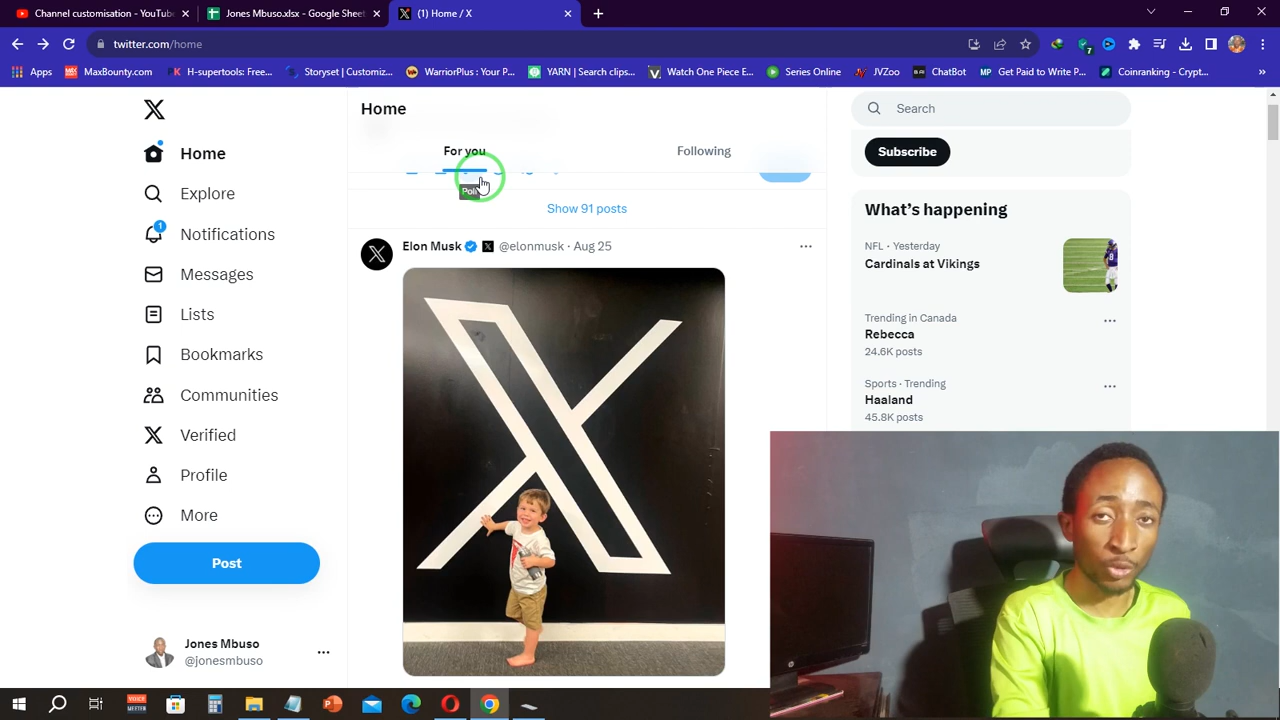 Channel customisation - YouTube
Jones Mbuso.xlsx - Google Sheet
(1) Home / X
twitter.com/home
7
Apps
MaxBounty.com
H-supertools: Free...
Storyset | Customiz...
WarriorPlus : Your P...
YARN | Search clips...
Watch One Piece E...
Series Online
JVZoo
ChatBot
Get Paid to Write P...
Coinranking - Crypt...
Home
Explore
1
Notifications
Messages
Lists
Bookmarks
Communities
Verified
Profile
More
Post
Jones Mbuso
@jonesmbuso
Home
For you
Following
Show 91 posts
Elon Musk @elonmusk · Aug 25
Search
Subscribe
What's happening
NFL · Yesterday
Cardinals at Vikings
Trending in Canada
Rebecca
24.6K posts
Sports · Trending
Haaland
45.8K posts